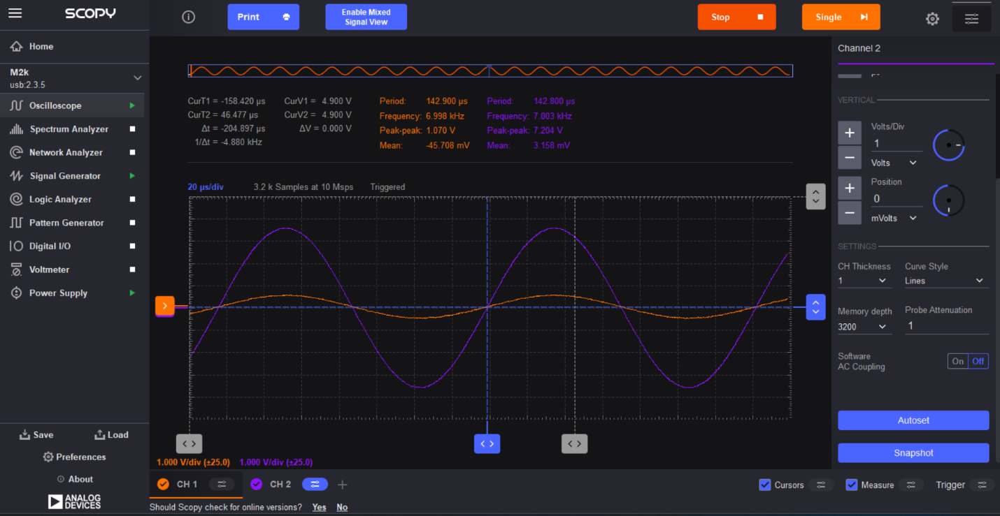 SCOPY
Print
Enable Mixed
Signal View
Stop
Single
Home
M2k
usb:2.3.5
Oscilloscope
Spectrum Analyzer
Network Analyzer
Signal Generator
Logic Analyzer
Pattern Generator
Digital I/O
Voltmeter
Power Supply
Save
Load
Preferences
About
ANALOG
DEVICES
CurT1 = -158.420 µs CurV1 = 4.900 V Period: 142.900 µs Period: 142.800 µs
CurT2 = 46.477 µs CurV2 = 4.900 V Frequency: 6.998 kHz Frequency: 7.003 kHz
Δt = -204.897 µs ΔV = 0.000 V Peak-peak: 1.070 V Peak-peak: 7.204 V
1/Δt = -4.880 kHz Mean: -45.708 mV Mean: 3.158 mV
20 µs/div 3.2 k Samples at 10 Msps Triggered
1.000 V/div (±25.0) 1.000 V/div (±25.0)
CH 1
CH 2
Cursors
Measure
Trigger
Should Scopy check for online versions? Yes No
Channel 2
VERTICAL
Volts/Div
1
Volts
Position
0
mVolts
SETTINGS
CH Thickness Curve Style
1 Lines
Memory depth Probe Attenuation
3200 1
Software
AC Coupling
On Off
Autoset
Snapshot